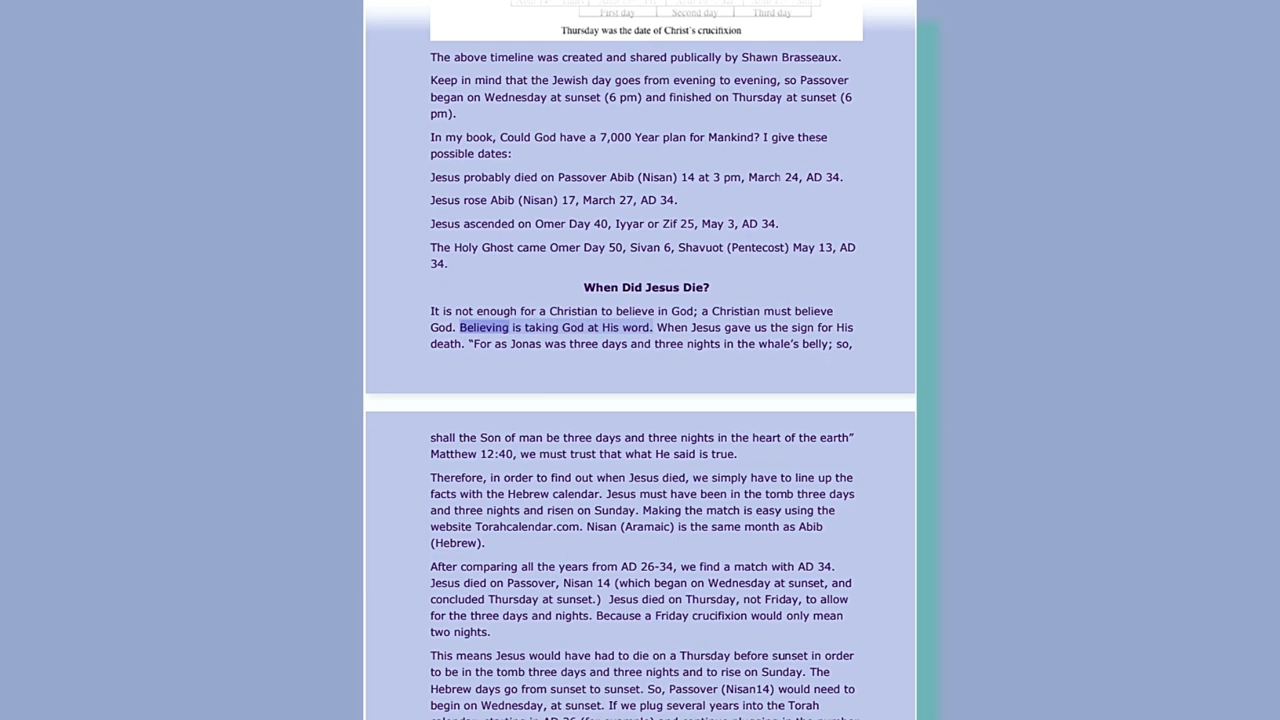 First day Second day Third day
Thursday was the date of Christ's crucifixion
The above timeline was created and shared publically by Shawn Brasseaux.
Keep in mind that the Jewish day goes from evening to evening, so Passover
began on Wednesday at sunset (6 pm) and finished on Thursday at sunset (6
pm).
In my book, Could God have a 7,000 Year plan for Mankind? I give these
possible dates:
Jesus probably died on Passover Abib (Nisan) 14 at 3 pm, March 24, AD 34.
Jesus rose Abib (Nisan) 17, March 27, AD 34.
Jesus ascended on Omer Day 40, Iyyar or Zif 25, May 3, AD 34.
The Holy Ghost came Omer Day 50, Sivan 6, Shavuot (Pentecost) May 13, AD
34.
When Did Jesus Die?
It is not enough for a Christian to believe in God; a Christian must believe
God. Believing is taking God at His word. When Jesus gave us the sign for His
death. “For as Jonas was three days and three nights in the whale’s belly; so,
shall the Son of man be three days and three nights in the heart of the earth”
Matthew 12:40, we must trust that what He said is true.
Therefore, in order to find out when Jesus died, we simply have to line up the
facts with the Hebrew calendar. Jesus must have been in the tomb three days
and three nights and risen on Sunday. Making the match is easy using the
website Torahcalendar.com. Nisan (Aramaic) is the same month as Abib
(Hebrew).
After comparing all the years from AD 26-34, we find a match with AD 34.
Jesus died on Passover, Nisan 14 (which began on Wednesday at sunset, and
concluded Thursday at sunset.) Jesus died on Thursday, not Friday, to allow
for the three days and nights. Because a Friday crucifixion would only mean
two nights.
This means Jesus would have had to die on a Thursday before sunset in order
to be in the tomb three days and three nights and to rise on Sunday. The
Hebrew days go from sunset to sunset. So, Passover (Nisan14) would need to
begin on Wednesday, at sunset. If we plug several years into the Torah